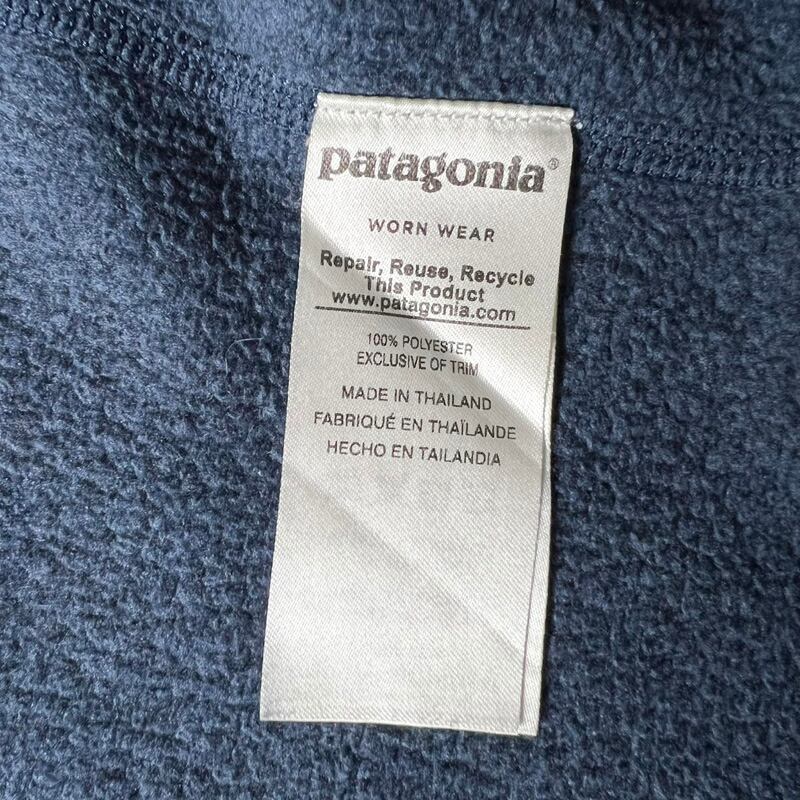 patagonia®
WORN WEAR
Repair, Reuse, Recycle
This Product
www.patagonia.com
100% POLYESTER
EXCLUSIVE OF TRIM
MADE IN THAILAND
FABRIQUÉ EN THAÏLANDE
HECHO EN TAILANDIA